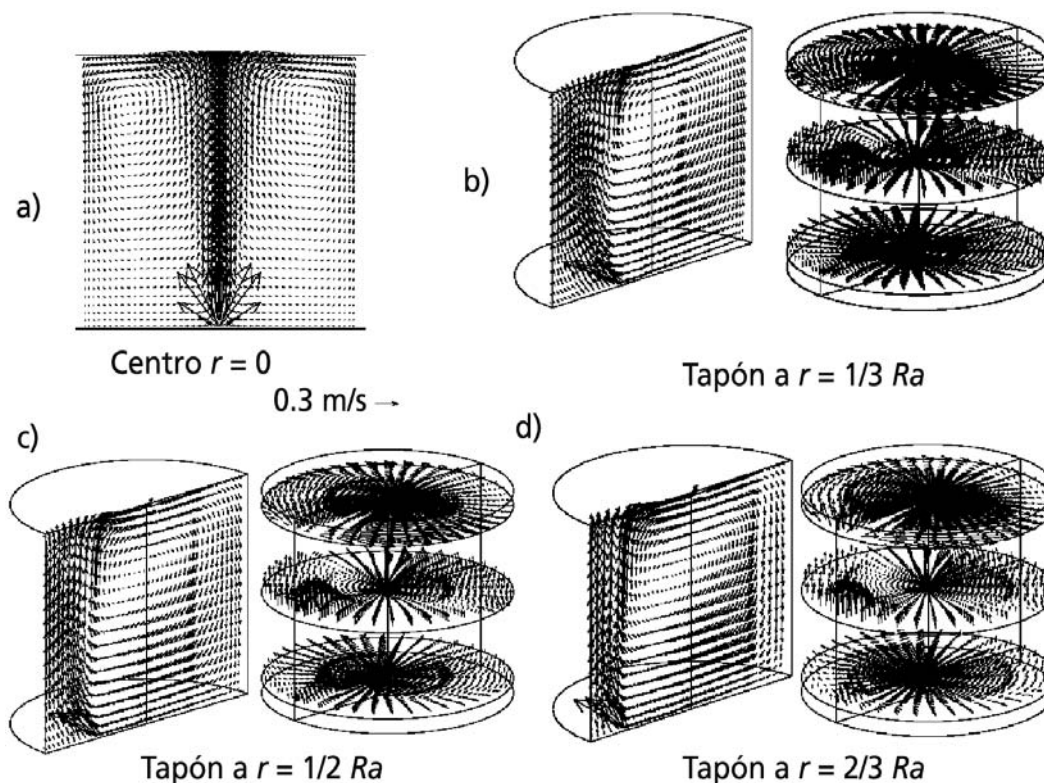 a)
Centro r = 0
0.3 m/s →
b)
Tapón a r = 1/3 Ra
c)
Tapón a r = 1/2 Ra
d)
Tapón a r = 2/3 Ra